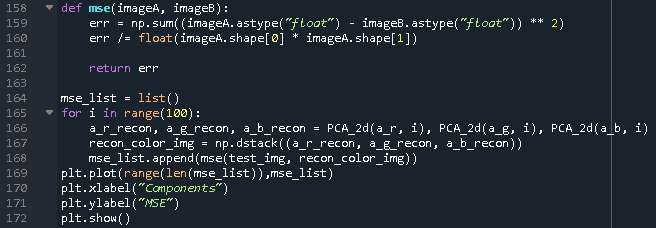 158 def mse(imageA, imageB):
159     err = np.sum((imageA.astype("float") - imageB.astype("float")) ** 2)
160     err /= float(imageA.shape[0] * imageA.shape[1])
161
162     return err
163
164 mse_list = list()
165 for i in range(100):
166     a_r_recon, a_g_recon, a_b_recon = PCA_2d(a_r, i), PCA_2d(a_g, i), PCA_2d(a_b, i)
167     recon_color_img = np.dstack((a_r_recon, a_g_recon, a_b_recon))
168     mse_list.append(mse(test_img, recon_color_img))
169 plt.plot(range(len(mse_list)),mse_list)
170 plt.xlabel("Components")
171 plt.ylabel("MSE")
172 plt.show()